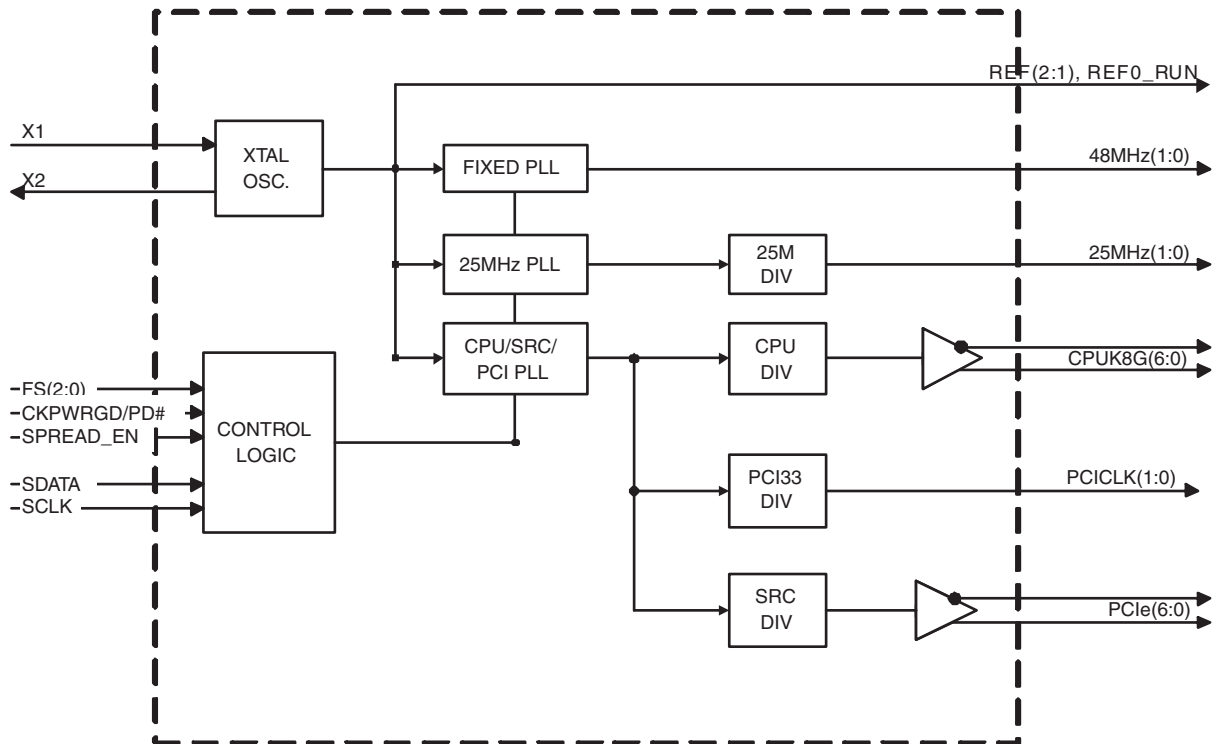 REF(2:1), REF0_RUN
X1
X2
XTAL
OSC.
FIXED PLL
48MHz(1:0)
25MHz PLL
25M
DIV
25MHz(1:0)
CPU/SRC/
PCI PLL
CPU
DIV
CPUK8G(6:0)
FS(2:0)
CKPWRGD/PD#
SPREAD_EN
SDATA
SCLK
CONTROL
LOGIC
PCI33
DIV
PCICLK(1:0)
SRC
DIV
PCIe(6:0)